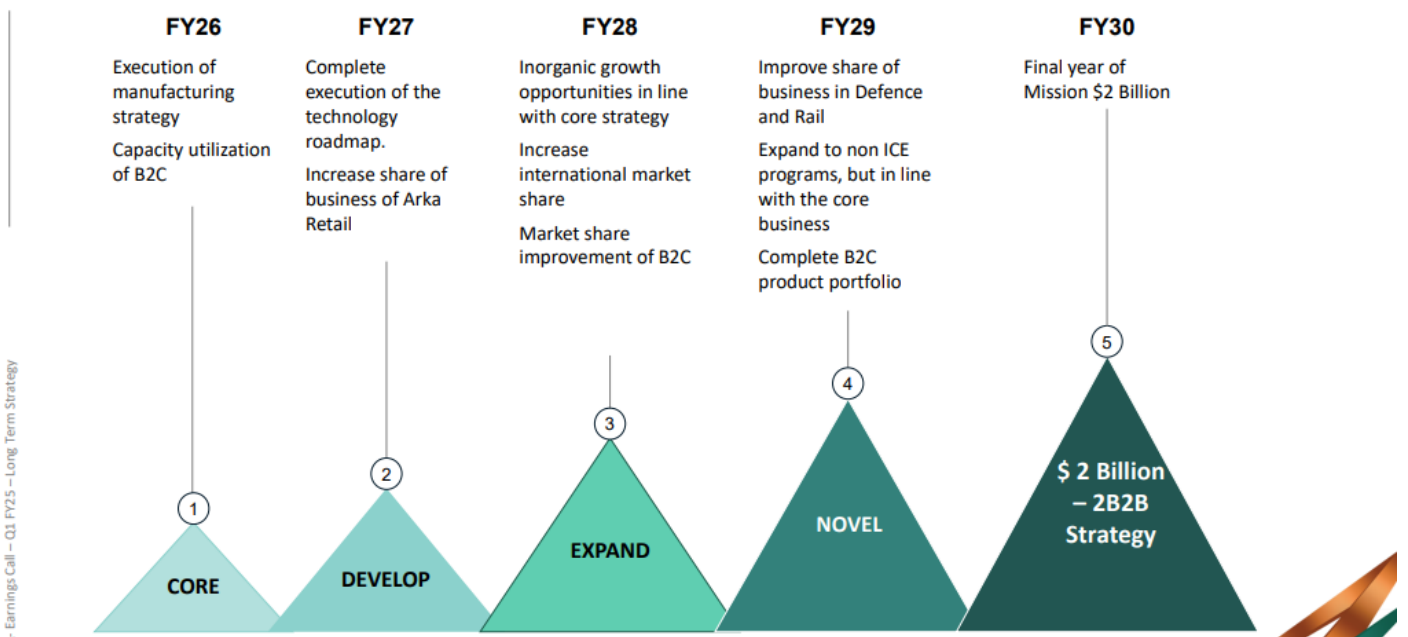 FY26
Execution of
manufacturing
strategy
Capacity utilization
of B2C
FY27
Complete
execution of the
technology
roadmap.
Increase share of
business of Arka
Retail
FY28
Inorganic growth
opportunities in line
with core strategy
Increase
international market
share
Market share
improvement of B2C
FY29
Improve share of
business in Defence
and Rail
Expand to non ICE
programs, but in line
with the core
business
Complete B2C
product portfolio
FY30
Final year of
Mission $2 Billion
1
CORE
2
DEVELOP
3
EXPAND
4
NOVEL
5
$ 2 Billion
– 2B2B
Strategy
- Earnings Call – Q1 FY25 – Long Term Strategy